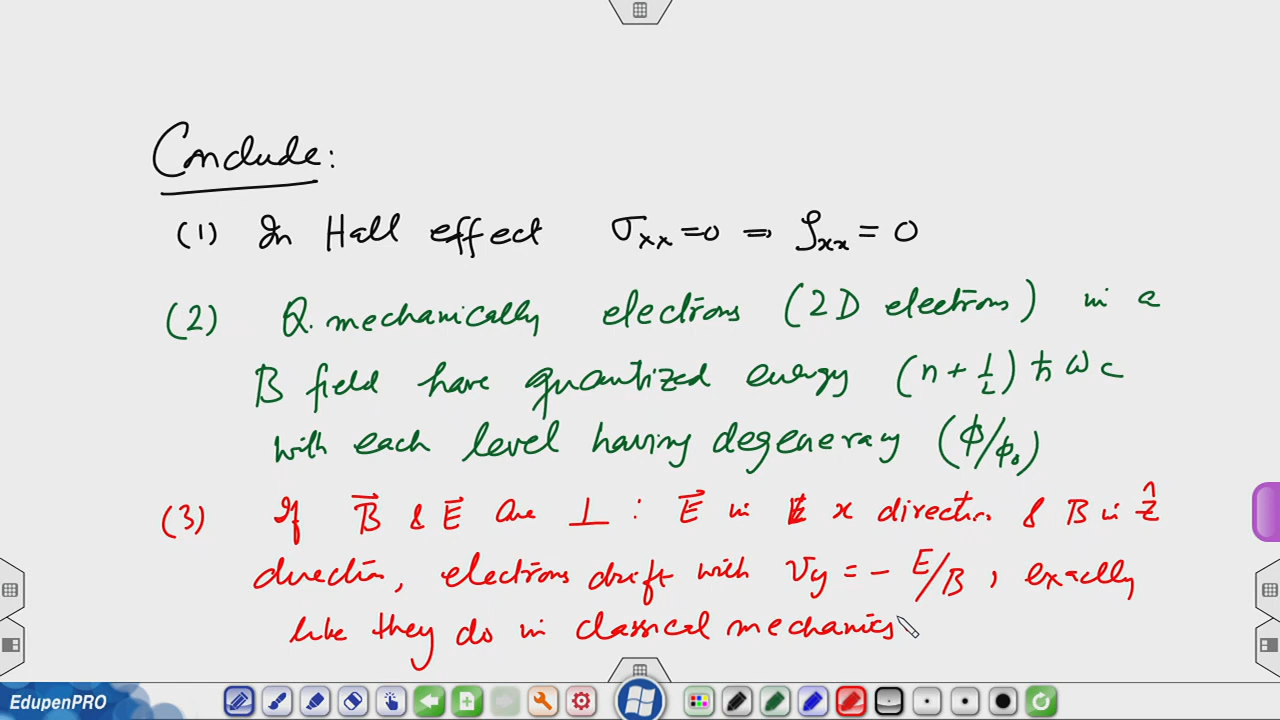 Conclude:
(1) In Hall effect σxx=0 ⇒ ρxx = 0
(2) Q. mechanically electrons (2D electrons) in a
B field have quantized energy (n + 1/2) ħ ωc
with each level having degeneracy (ϕ/ϕ₀)
(3) If B⃗ & E⃗ are ⊥ : E⃗ in x direction & B in ẑ
direction, electrons drift with vy = - E/B, exactly
like they do in classical mechanics
EdupenPRO